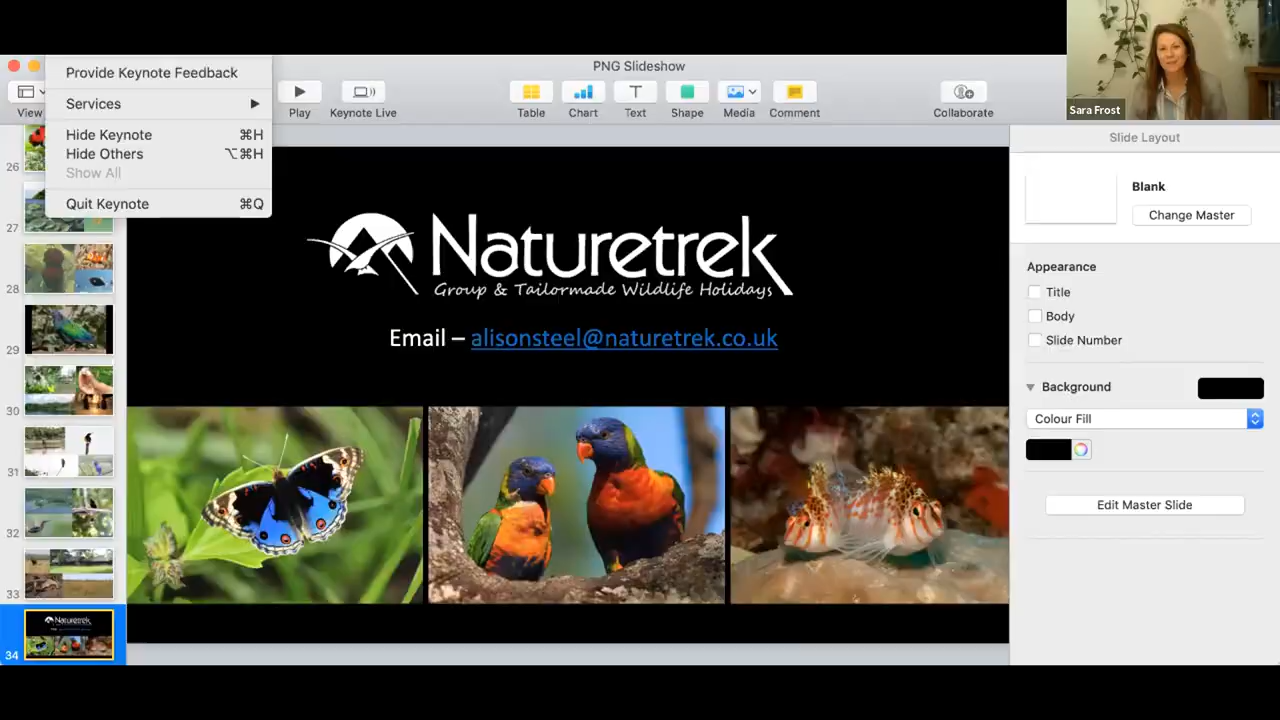 PNG Slideshow
Provide Keynote Feedback
Services
Hide Keynote ⌘H
Hide Others ⌥⌘H
Show All
Quit Keynote ⌘Q
View
Play
Keynote Live
Table
Chart
Text
Shape
Media
Comment
Collaborate
Sara Frost
26
27
28
29
30
31
32
33
34
Naturetrek
Group & Tailormade Wildlife Holidays
Email – alisonsteel@naturetrek.co.uk
Slide Layout
Blank
Change Master
Appearance
Title
Body
Slide Number
Background
Colour Fill
Edit Master Slide
Naturetrek